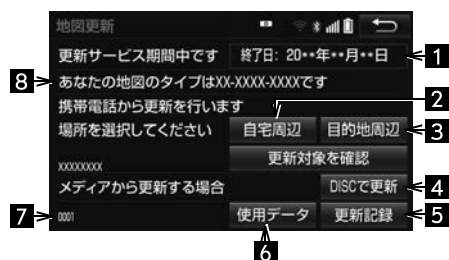 地図更新
更新サービス期間中です 終了日: 20**年**月**日 1
8 あなたの地図のタイプはXX-XXXX-XXXXです
携帯電話から更新を行います 2
場所を選択してください 自宅周辺 目的地周辺 3
xxxxxxxx 更新対象を確認
メディアから更新する場合 DISCで更新 4
7 0001 使用データ 更新記録 5
6